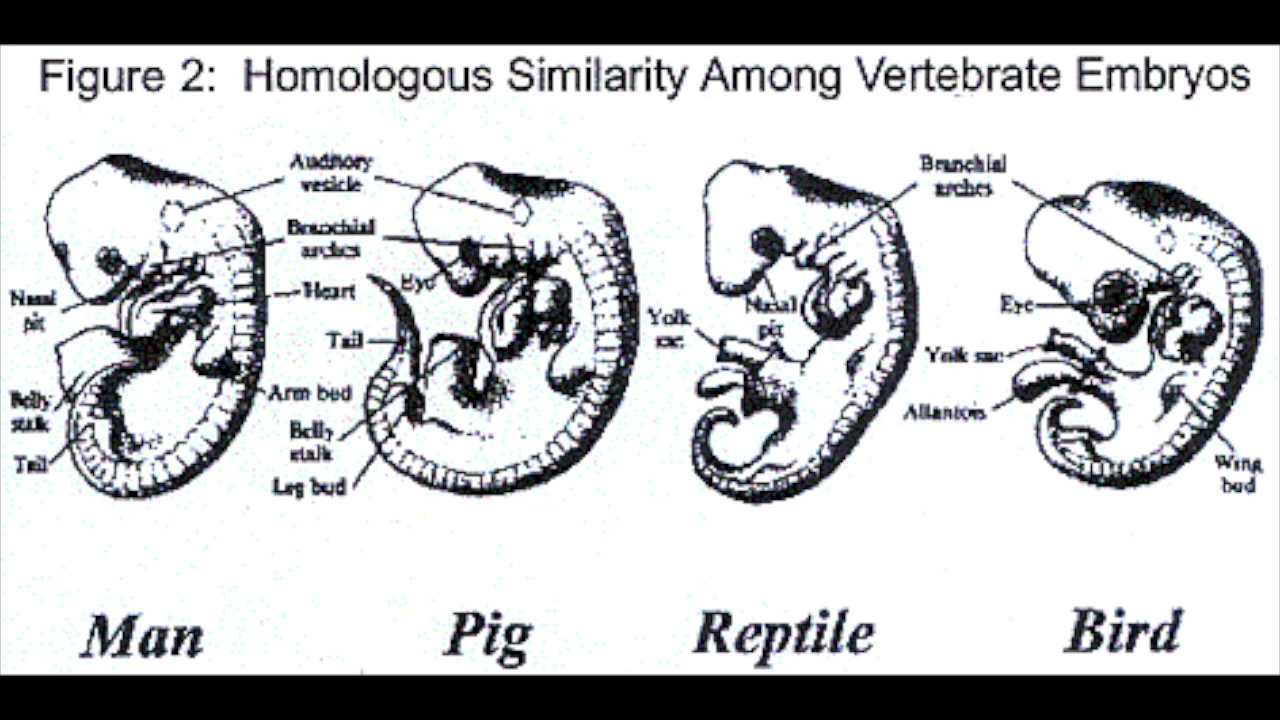 Figure 2: Homologous Similarity Among Vertebrate Embryos
Auditory
vesicle
Branchial
arches
Heart
Nasal
pit
Eye
Tail
Arm bud
Belly
stalk
Tail
Belly
stalk
Leg bud
Branchial
arches
Yolk
sac
Nasal
pit
Eye
Yolk sac
Allantois
Wing
bud
Man
Pig
Reptile
Bird